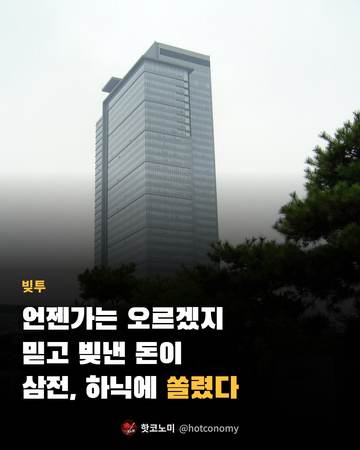 빚투
언젠가는 오르겠지
믿고 빚낸 돈이
삼전, 하닉에 쏠렸다
핫코노미 @hotconomy